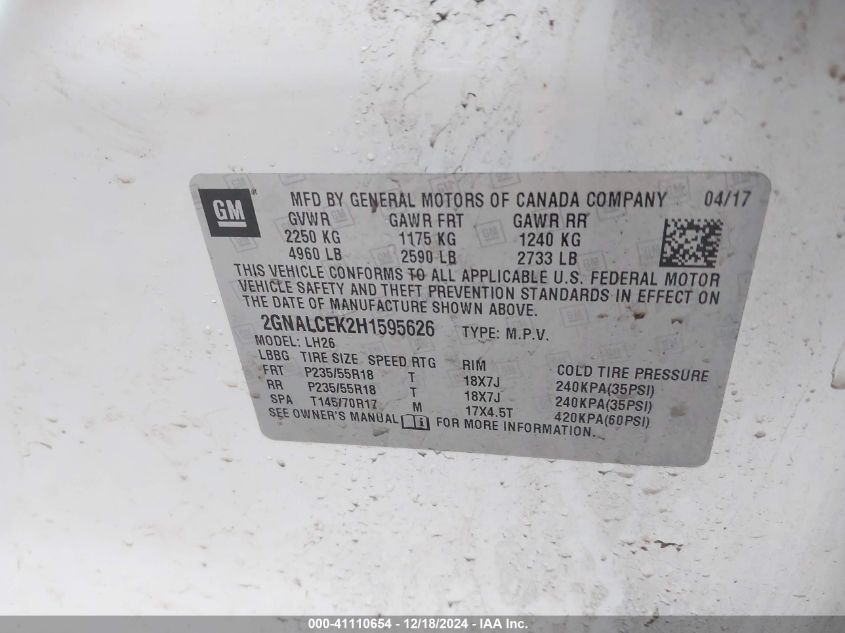 GM
MFD BY GENERAL MOTORS OF CANADA COMPANY 04/17
GVWR GAWR FRT GAWR RR
2250 KG 1175 KG 1240 KG
4960 LB 2590 LB 2733 LB
THIS VEHICLE CONFORMS TO ALL APPLICABLE U.S. FEDERAL MOTOR
VEHICLE SAFETY AND THEFT PREVENTION STANDARDS IN EFFECT ON
THE DATE OF MANUFACTURE SHOWN ABOVE.
2GNALCEK2H1595626 TYPE: M.P.V.
MODEL: LH26
LBBG TIRE SIZE SPEED RTG RIM COLD TIRE PRESSURE
FRT P235/55R18 T 18X7J 240KPA(35PSI)
RR P235/55R18 T 18X7J 240KPA(35PSI)
SPA T145/70R17 M 17X4.5T 420KPA(60PSI)
SEE OWNER'S MANUAL FOR MORE INFORMATION.
000-41110654 - 12/18/2024 - IAA Inc.